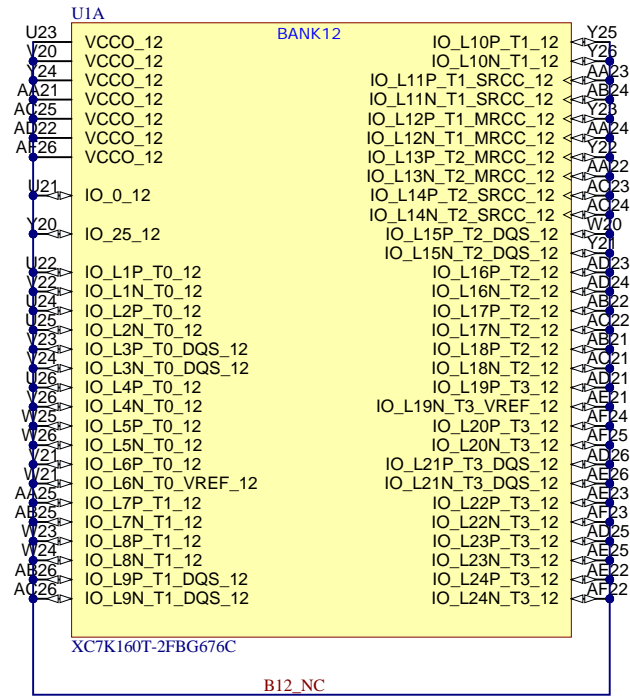 U1A
BANK12
U23 VCCO_12 IO_L10P_T1_12 Y25
V20 VCCO_12 IO_L10N_T1_12 Y26
Y24 VCCO_12 IO_L11P_T1_SRCC_12 AA23
AA21 VCCO_12 IO_L11N_T1_SRCC_12 AB24
AC25 VCCO_12 IO_L12P_T1_MRCC_12 Y23
AD22 VCCO_12 IO_L12N_T1_MRCC_12 AA24
AF26 VCCO_12 IO_L13P_T2_MRCC_12 Y22
IO_L13N_T2_MRCC_12 AA22
U21 IO_0_12 IO_L14P_T2_SRCC_12 AC23
IO_L14N_T2_SRCC_12 AC24
Y20 IO_25_12 IO_L15P_T2_DQS_12 W20
IO_L15N_T2_DQS_12 Y21
U22 IO_L1P_T0_12 IO_L16P_T2_12 AD23
V22 IO_L1N_T0_12 IO_L16N_T2_12 AD24
U24 IO_L2P_T0_12 IO_L17P_T2_12 AB22
U25 IO_L2N_T0_12 IO_L17N_T2_12 AC22
V23 IO_L3P_T0_DQS_12 IO_L18P_T2_12 AB21
V24 IO_L3N_T0_DQS_12 IO_L18N_T2_12 AC21
U26 IO_L4P_T0_12 IO_L19P_T3_12 AD21
V26 IO_L4N_T0_12 IO_L19N_T3_VREF_12 AE21
W25 IO_L5P_T0_12 IO_L20P_T3_12 AF24
W26 IO_L5N_T0_12 IO_L20N_T3_12 AF25
V21 IO_L6P_T0_12 IO_L21P_T3_DQS_12 AD26
W21 IO_L6N_T0_VREF_12 IO_L21N_T3_DQS_12 AE26
AA25 IO_L7P_T1_12 IO_L22P_T3_12 AE23
AB25 IO_L7N_T1_12 IO_L22N_T3_12 AF23
W23 IO_L8P_T1_12 IO_L23P_T3_12 AD25
W24 IO_L8N_T1_12 IO_L23N_T3_12 AE25
AB26 IO_L9P_T1_DQS_12 IO_L24P_T3_12 AE22
AC26 IO_L9N_T1_DQS_12 IO_L24N_T3_12 AF22
XC7K160T-2FBG676C
B12_NC